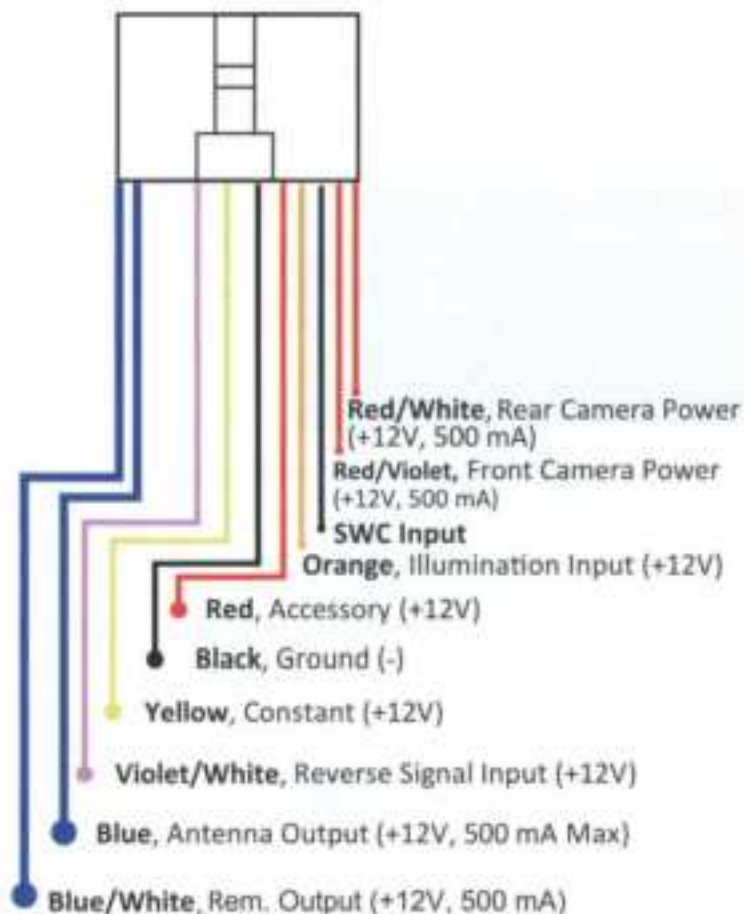 Red/White, Rear Camera Power
(+12V, 500 mA)
Red/Violet, Front Camera Power
(+12V, 500 mA)
SWC Input
Orange, Illumination Input (+12V)
Red, Accessory (+12V)
Black, Ground (-)
Yellow, Constant (+12V)
Violet/White, Reverse Signal Input (+12V)
Blue, Antenna Output (+12V, 500 mA Max)
Blue/White, Rem. Output (+12V, 500 mA)